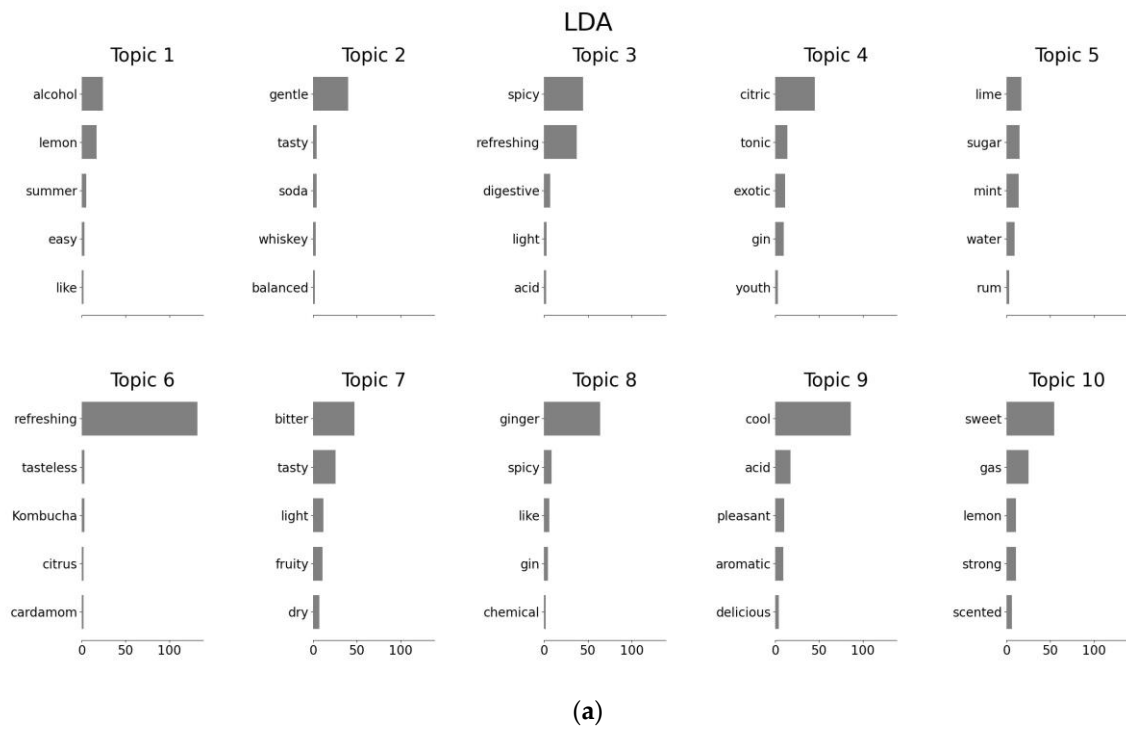 LDA
Topic 1
alcohol
lemon
summer
easy
like
Topic 2
gentle
tasty
soda
whiskey
balanced
Topic 3
spicy
refreshing
digestive
light
acid
Topic 4
citric
tonic
exotic
gin
youth
Topic 5
lime
sugar
mint
water
rum
Topic 6
refreshing
tasteless
Kombucha
citrus
cardamom
0 50 100
Topic 7
bitter
tasty
light
fruity
dry
0 50 100
Topic 8
ginger
spicy
like
gin
chemical
0 50 100
Topic 9
cool
acid
pleasant
aromatic
delicious
0 50 100
Topic 10
sweet
gas
lemon
strong
scented
0 50 100
(a)